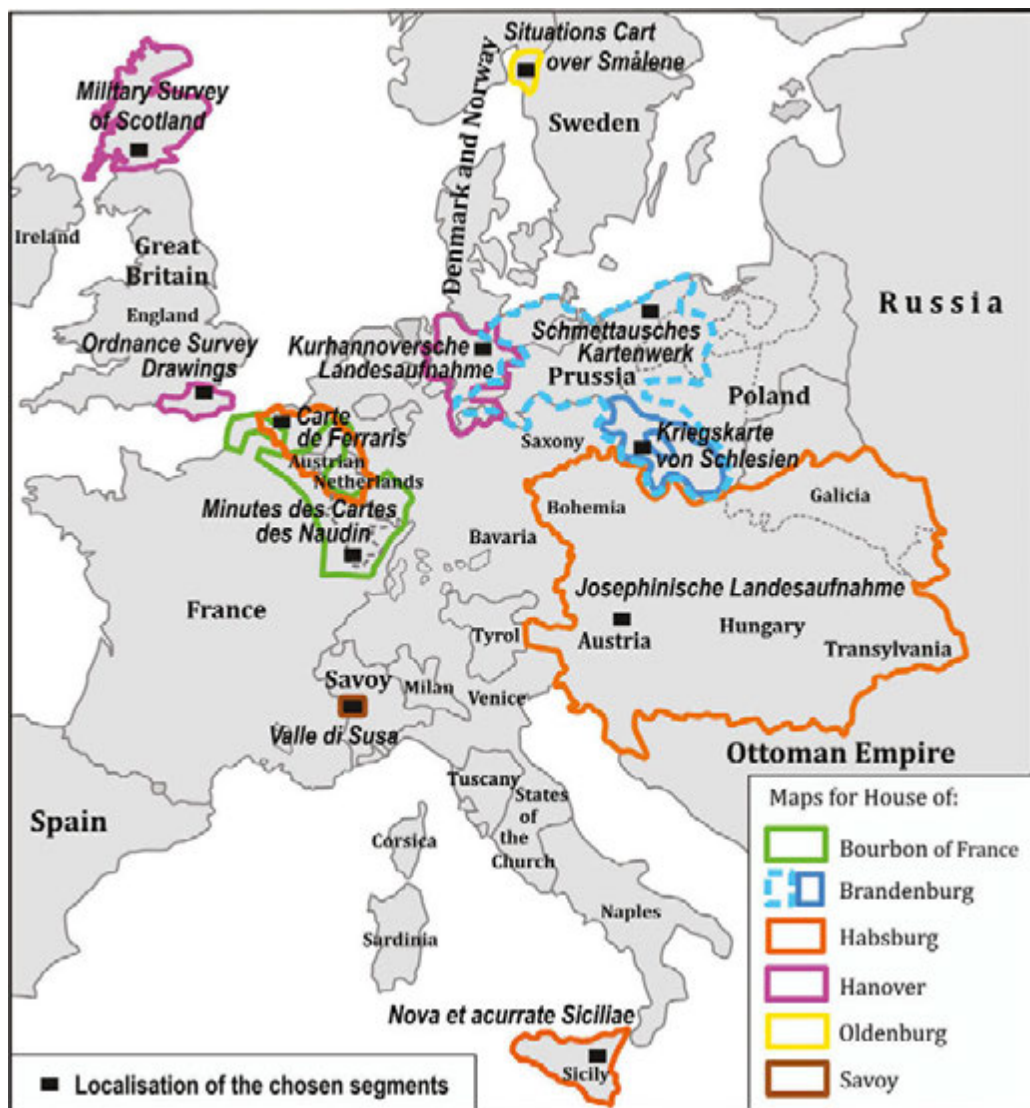 Situations Cart
over Smålene
Military Survey
of Scotland
Denmark and Norway
Sweden
Ireland
Great
Britain
Russia
England
Ordnance Survey
Drawings
Kurhannoversche
Landesaufnahme
Schmettausches
Kartenwerk
Prussia
Poland
Carte
de Ferraris
Saxony
Kriegskarte
von Schlesien
Austrian
Netherlands
Minutes des Cartes
des Naudin
Bohemia
Galicia
Bavaria
France
Josephinische Landesaufnahme
Tyrol
Austria
Hungary
Transylvania
Savoy
Milan
Venice
Valle di Susa
Ottoman Empire
Tuscany
States
of
the
Church
Spain
Corsica
Naples
Sardinia
Nova et acurrate Siciliae
Sicily
Maps for House of:
Bourbon of France
Brandenburg
Habsburg
Hanover
Oldenburg
Savoy
Localisation of the chosen segments